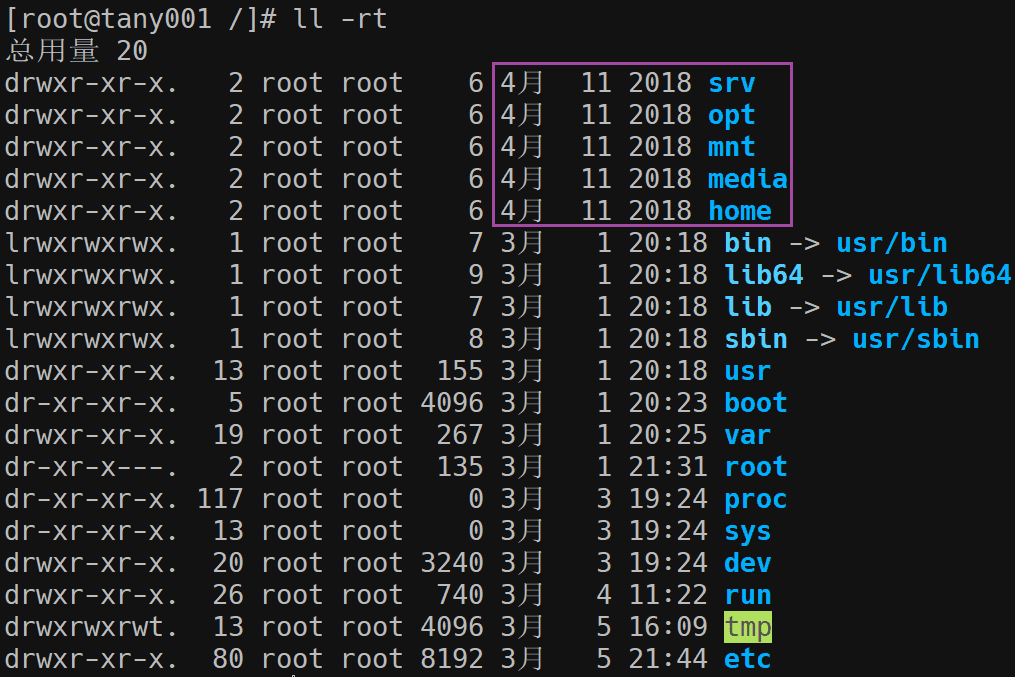 [root@tany001 /]# ll -rt
总用量 20
drwxr-xr-x.   2 root root    6 4月  11 2018 srv
drwxr-xr-x.   2 root root    6 4月  11 2018 opt
drwxr-xr-x.   2 root root    6 4月  11 2018 mnt
drwxr-xr-x.   2 root root    6 4月  11 2018 media
drwxr-xr-x.   2 root root    6 4月  11 2018 home
lrwxrwxrwx.   1 root root    7 3月   1 20:18 bin -> usr/bin
lrwxrwxrwx.   1 root root    9 3月   1 20:18 lib64 -> usr/lib64
lrwxrwxrwx.   1 root root    7 3月   1 20:18 lib -> usr/lib
lrwxrwxrwx.   1 root root    8 3月   1 20:18 sbin -> usr/sbin
drwxr-xr-x.  13 root root  155 3月   1 20:18 usr
dr-xr-xr-x.   5 root root 4096 3月   1 20:23 boot
drwxr-xr-x.  19 root root  267 3月   1 20:25 var
dr-xr-x---.   2 root root  135 3月   1 21:31 root
dr-xr-xr-x. 117 root root    0 3月   3 19:24 proc
dr-xr-xr-x.  13 root root    0 3月   3 19:24 sys
drwxr-xr-x.  20 root root 3240 3月   3 19:24 dev
drwxr-xr-x.  26 root root  740 3月   4 11:22 run
drwxrwxrwt.  13 root root 4096 3月   5 16:09 tmp
drwxr-xr-x.  80 root root 8192 3月   5 21:44 etc